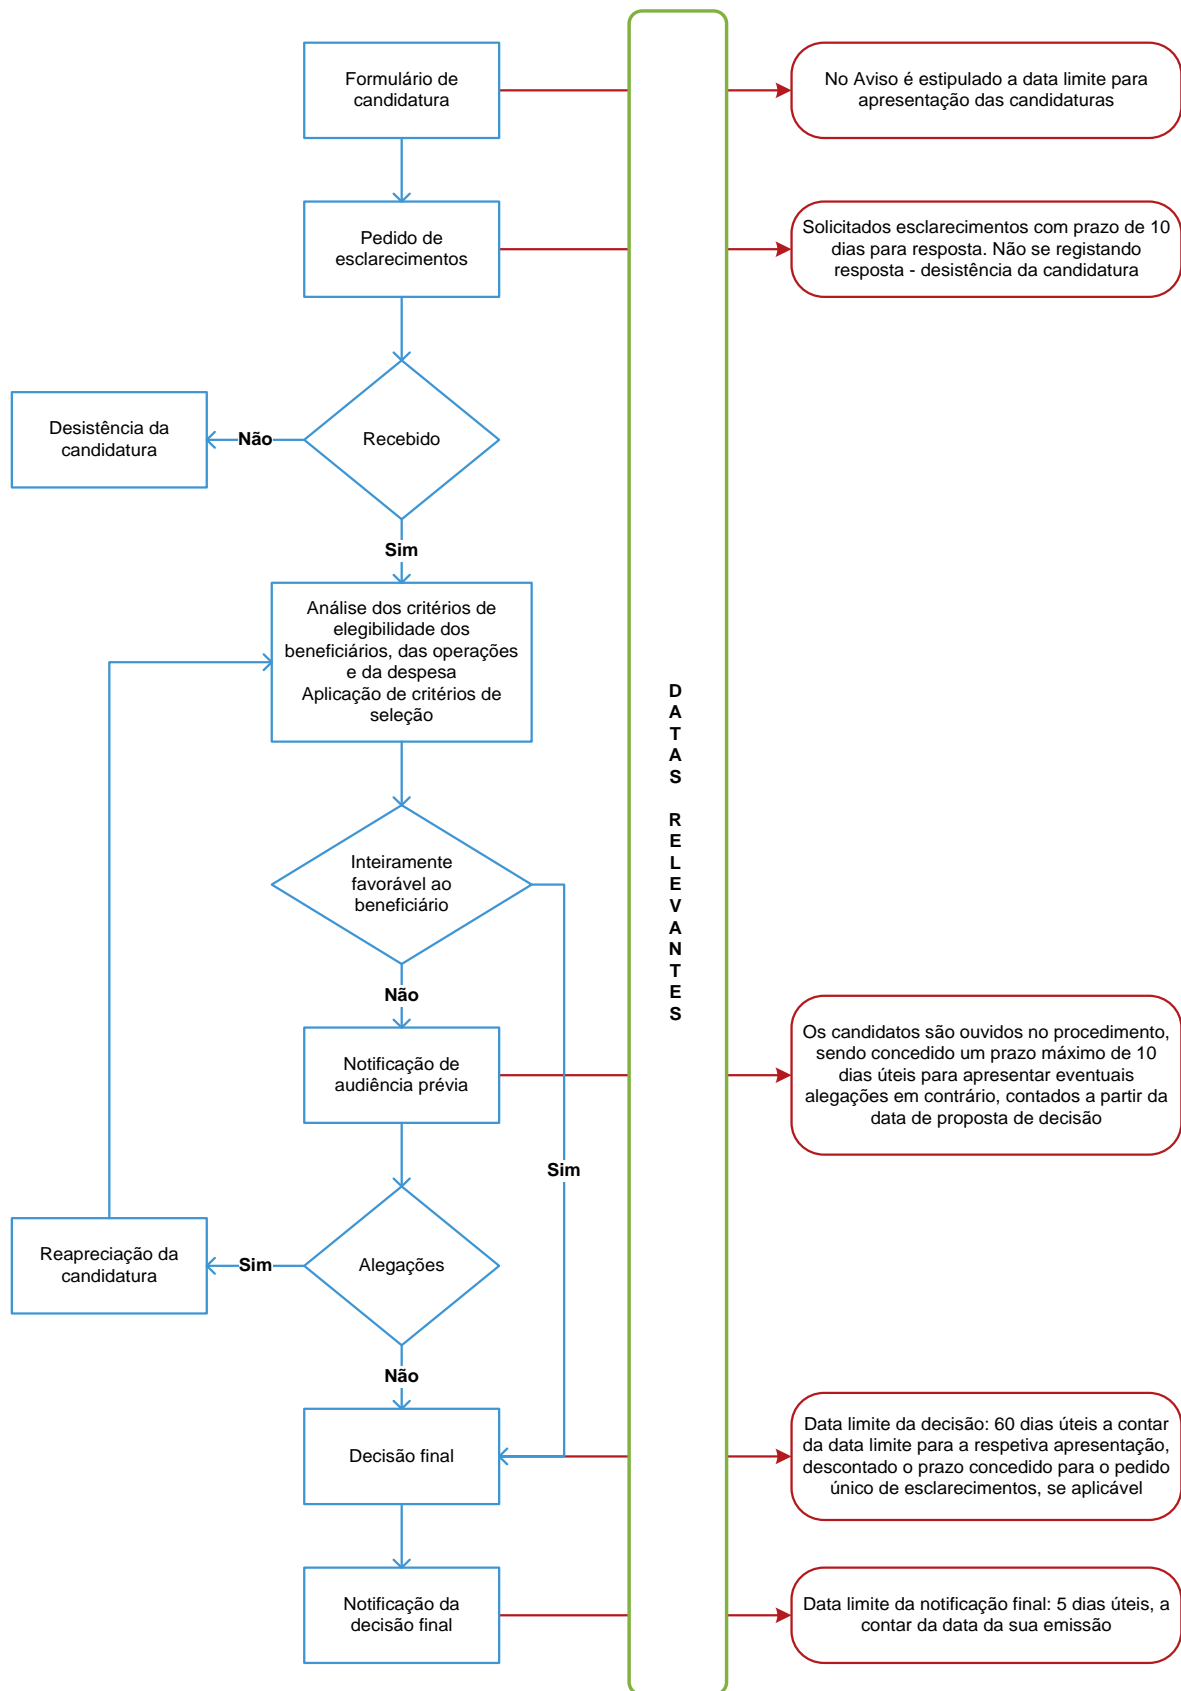 Formulário de
candidatura
No Aviso é estipulado a data limite para
apresentação das candidaturas
Pedido de
esclarecimentos
Solicitados esclarecimentos com prazo de 10
dias para resposta. Não se registando
resposta - desistência da candidatura
Recebido
Não
Desistência da
candidatura
Sim
Análise dos critérios de
elegibilidade dos
beneficiários, das operações
e da despesa
Aplicação de critérios de
seleção
D
A
T
A
S
R
E
L
E
V
A
N
T
E
S
Inteiramente
favorável ao
beneficiário
Não
Sim
Notificação de
audiência prévia
Os candidatos são ouvidos no procedimento,
sendo concedido um prazo máximo de 10
dias úteis para apresentar eventuais
alegações em contrário, contados a partir da
data de proposta de decisão
Alegações
Sim
Reapreciação da
candidatura
Não
Decisão final
Data limite da decisão: 60 dias úteis a contar
da data limite para a respetiva apresentação,
descontado o prazo concedido para o pedido
único de esclarecimentos, se aplicável
Notificação da
decisão final
Data limite da notificação final: 5 dias úteis, a
contar da data da sua emissão